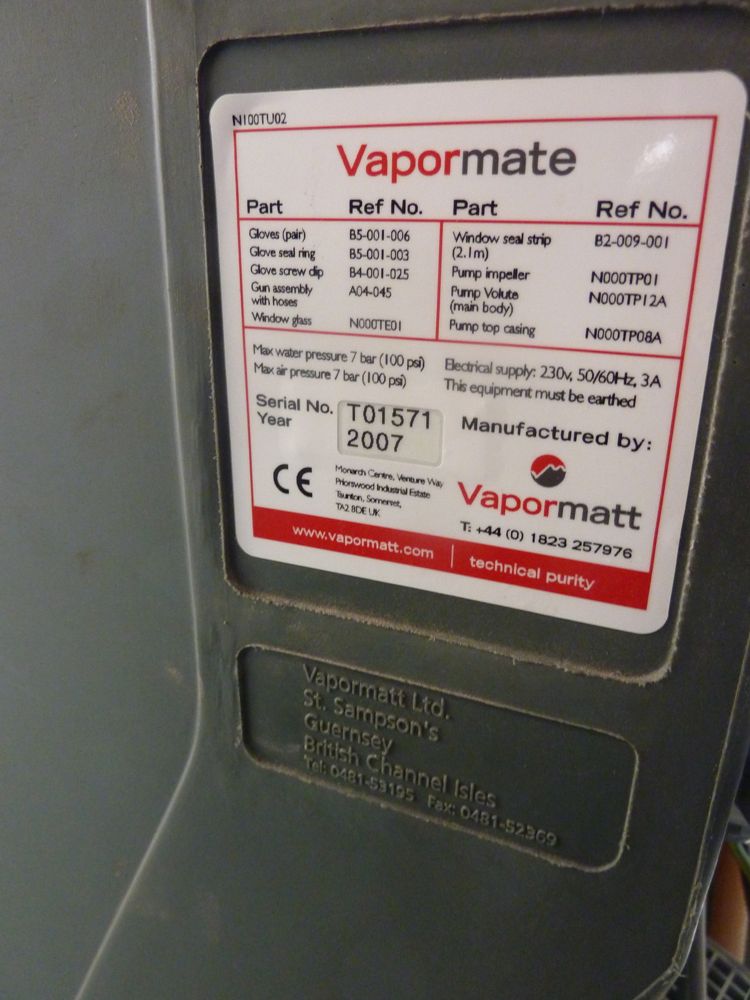 N100TU02
Vapormate
Part Ref No. Part Ref No.
Gloves (pair) B5-001-006
Glove seal ring B5-001-003
Glove screw clip B4-001-025
Gun assembly A04-045
with hoses
Window glass N000TE01
Window seal strip B2-009-001
(2.1m)
Pump impeller N000TP01
Pump Volute N000TP12A
(main body)
Pump top casing N000TP08A
Max water pressure 7 bar (100 psi)
Max air pressure 7 bar (100 psi)
Electrical supply: 230v, 50/60Hz, 3A
This equipment must be earthed
Serial No. T01571
Year 2007
CE
Monarch Centre, Venture Way
Priorswood Industrial Estate
Taunton, Somerset,
TA2 8DE UK
Manufactured by:
Vapormatt
T: +44 (0) 1823 257976
www.vapormatt.com | technical purity
Vapormatt Ltd.
St. Sampson's
Guernsey
British Channel Isles
Tel: 0481-53195 Fax: 0481-52369